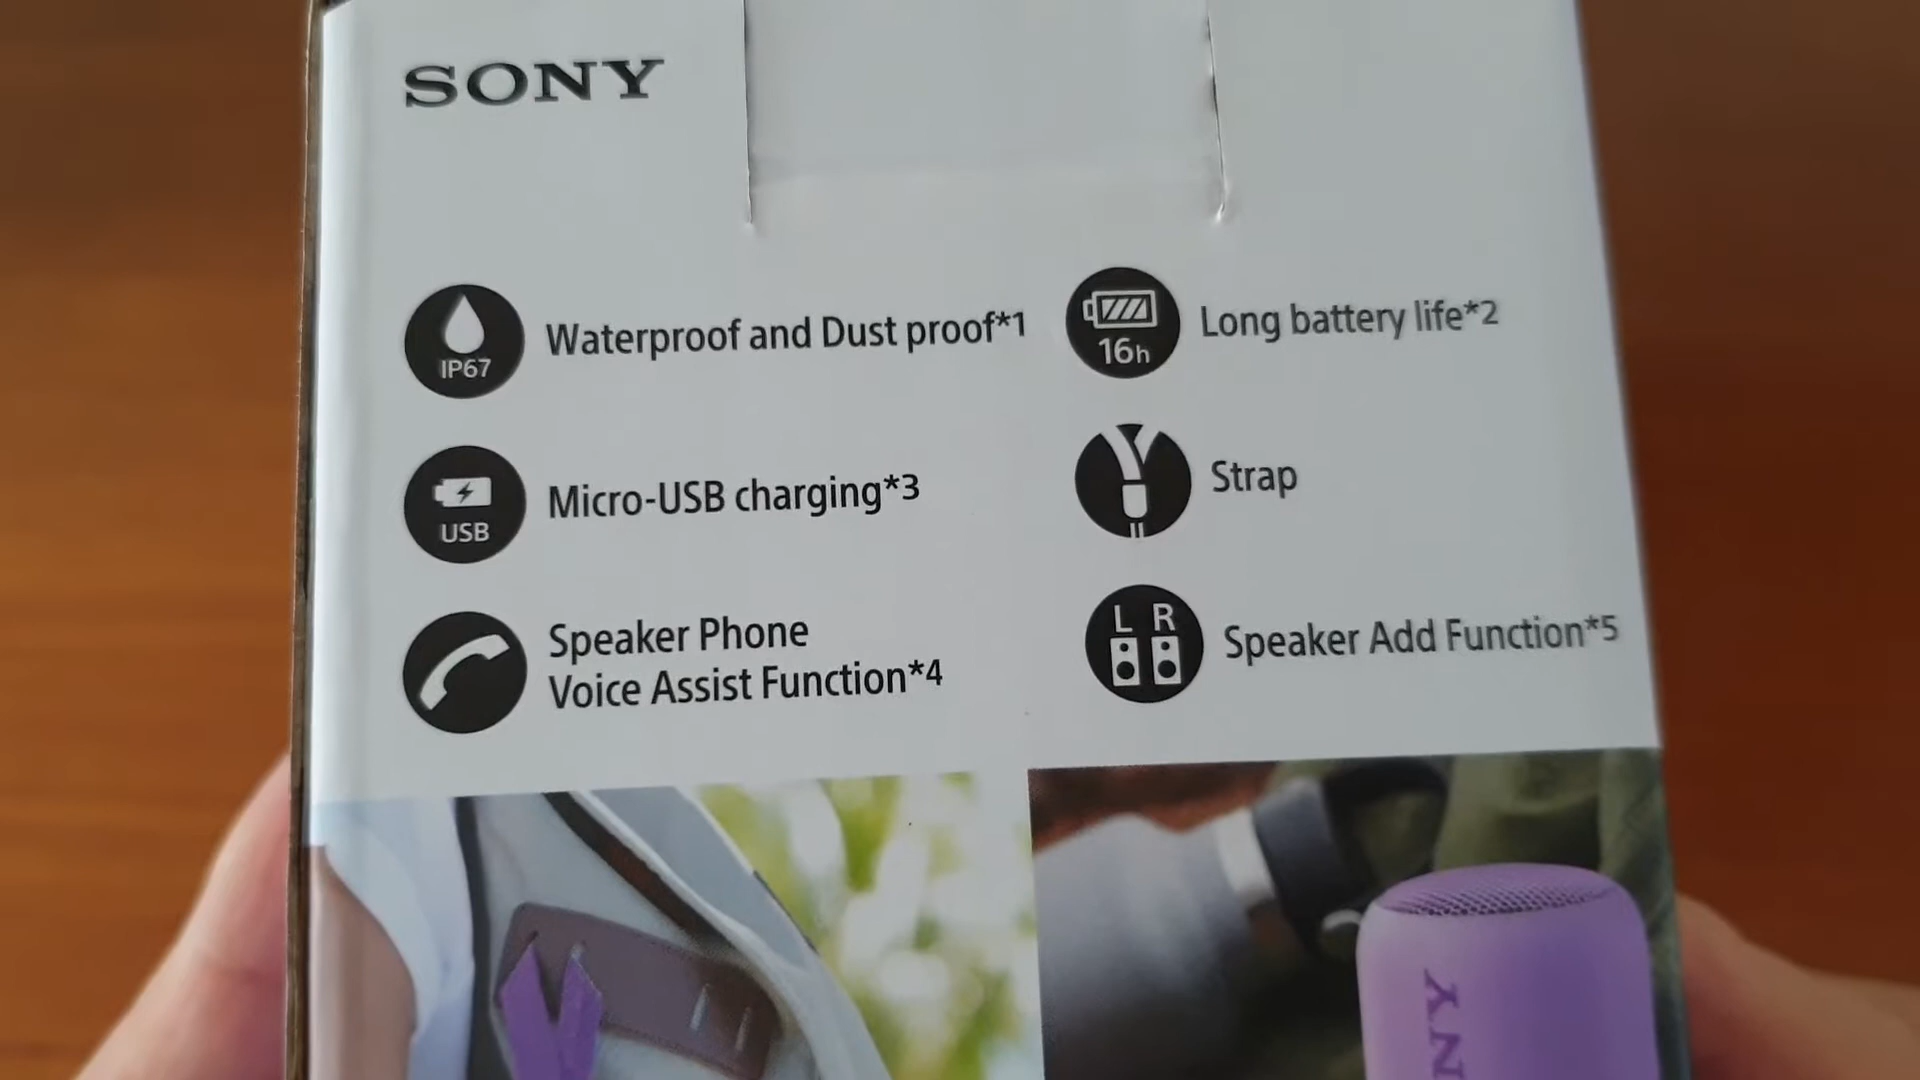 SONY
IP67
Waterproof and Dust proof*1
16h
Long battery life*2
USB
Micro-USB charging*3
Strap
Speaker Phone
Voice Assist Function*4
L R
Speaker Add Function*5
NY